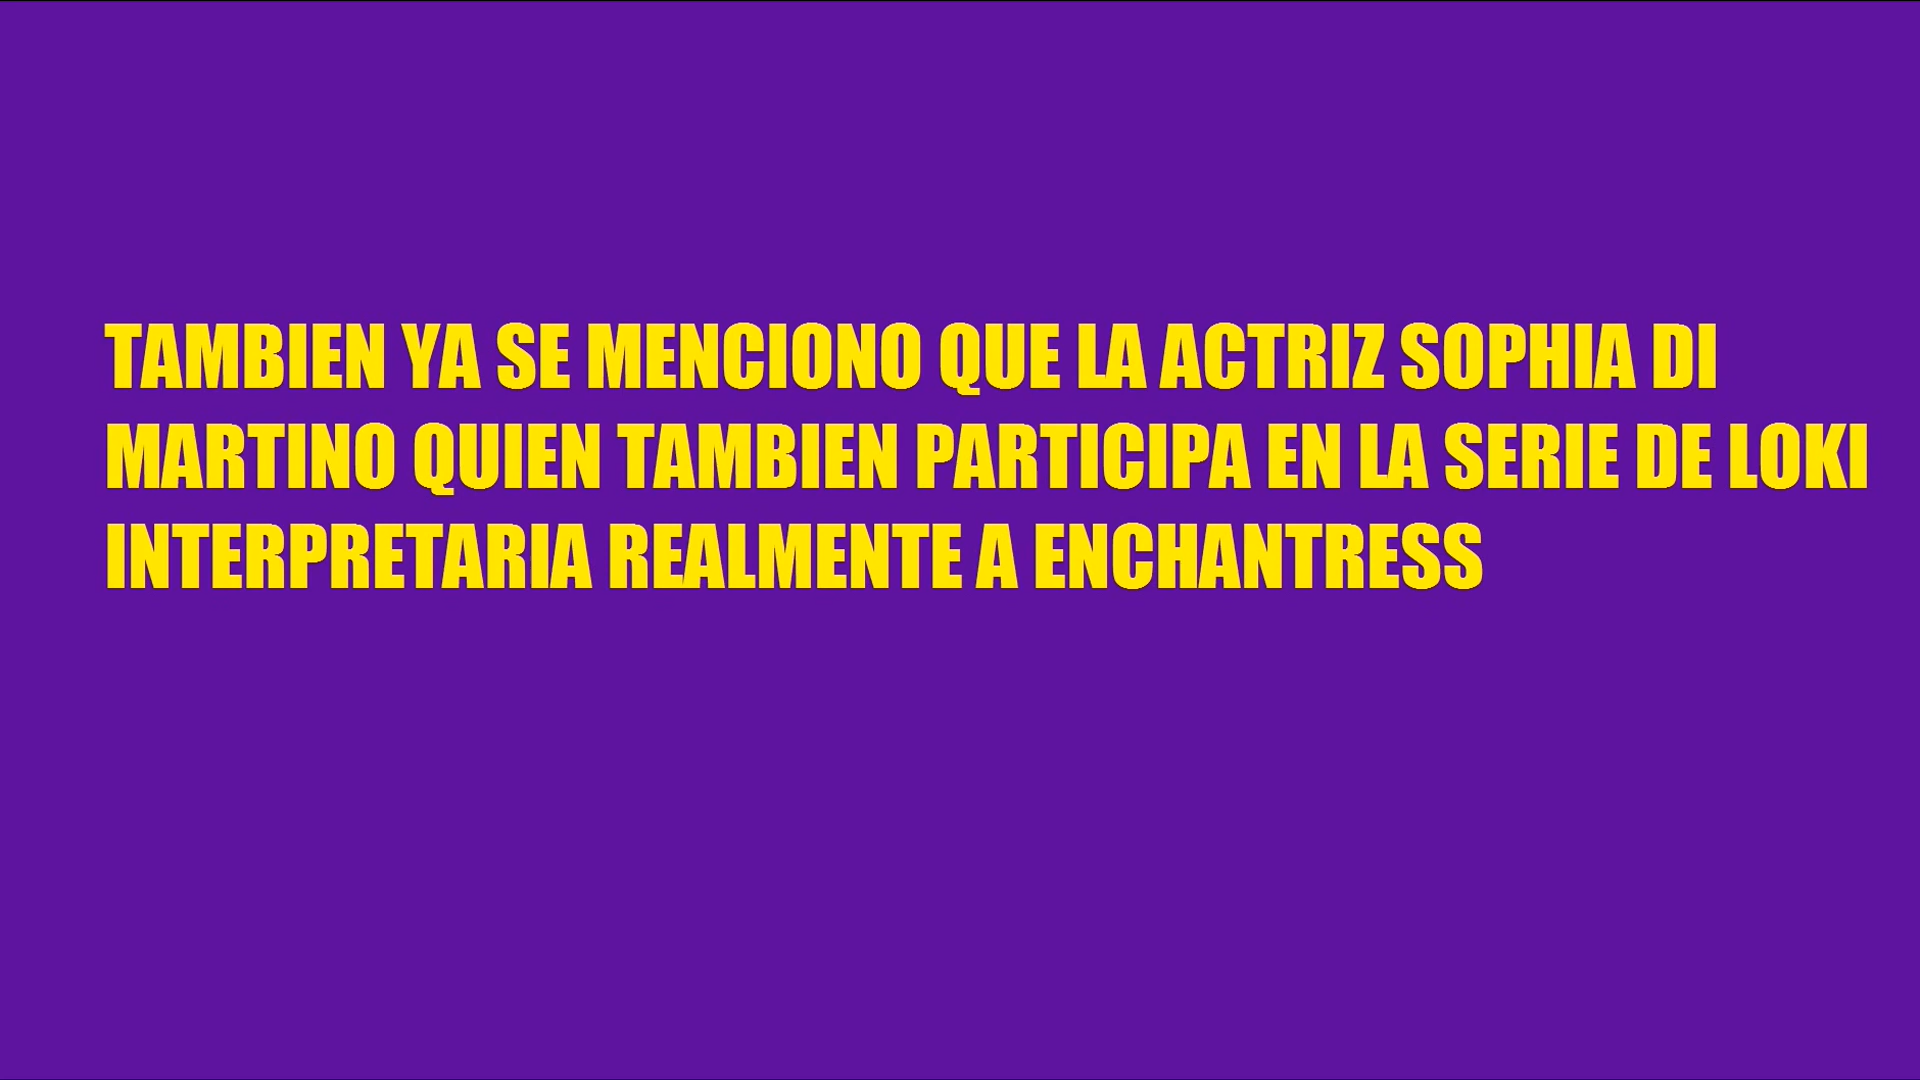 TAMBIEN YA SE MENCIONO QUE LA ACTRIZ SOPHIA DI
MARTINO QUIEN TAMBIEN PARTICIPA EN LA SERIE DE LOKI
INTERPRETARIA REALMENTE A ENCHANTRESS